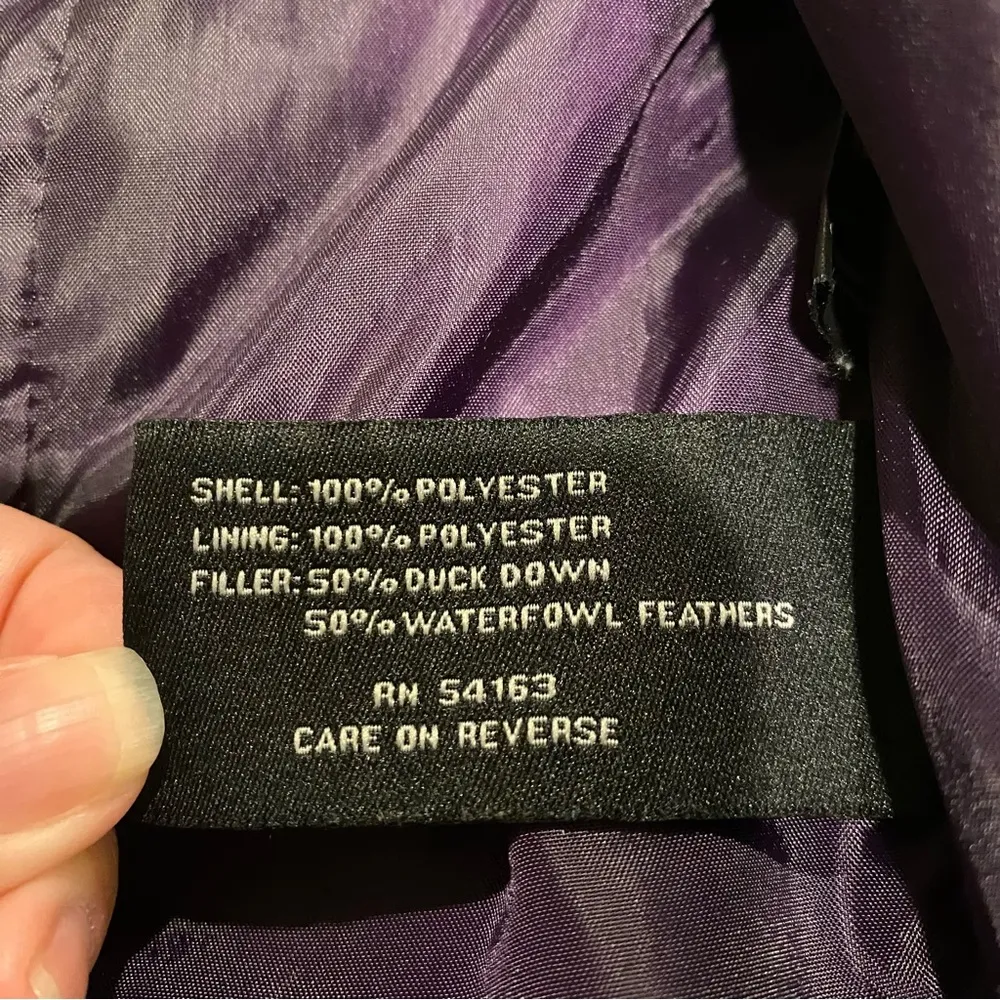 SHELL: 100% POLYESTER
LINING: 100% POLYESTER
FILLER: 50% DUCK DOWN
50% WATERFOWL FEATHERS
RN 54163
CARE ON REVERSE